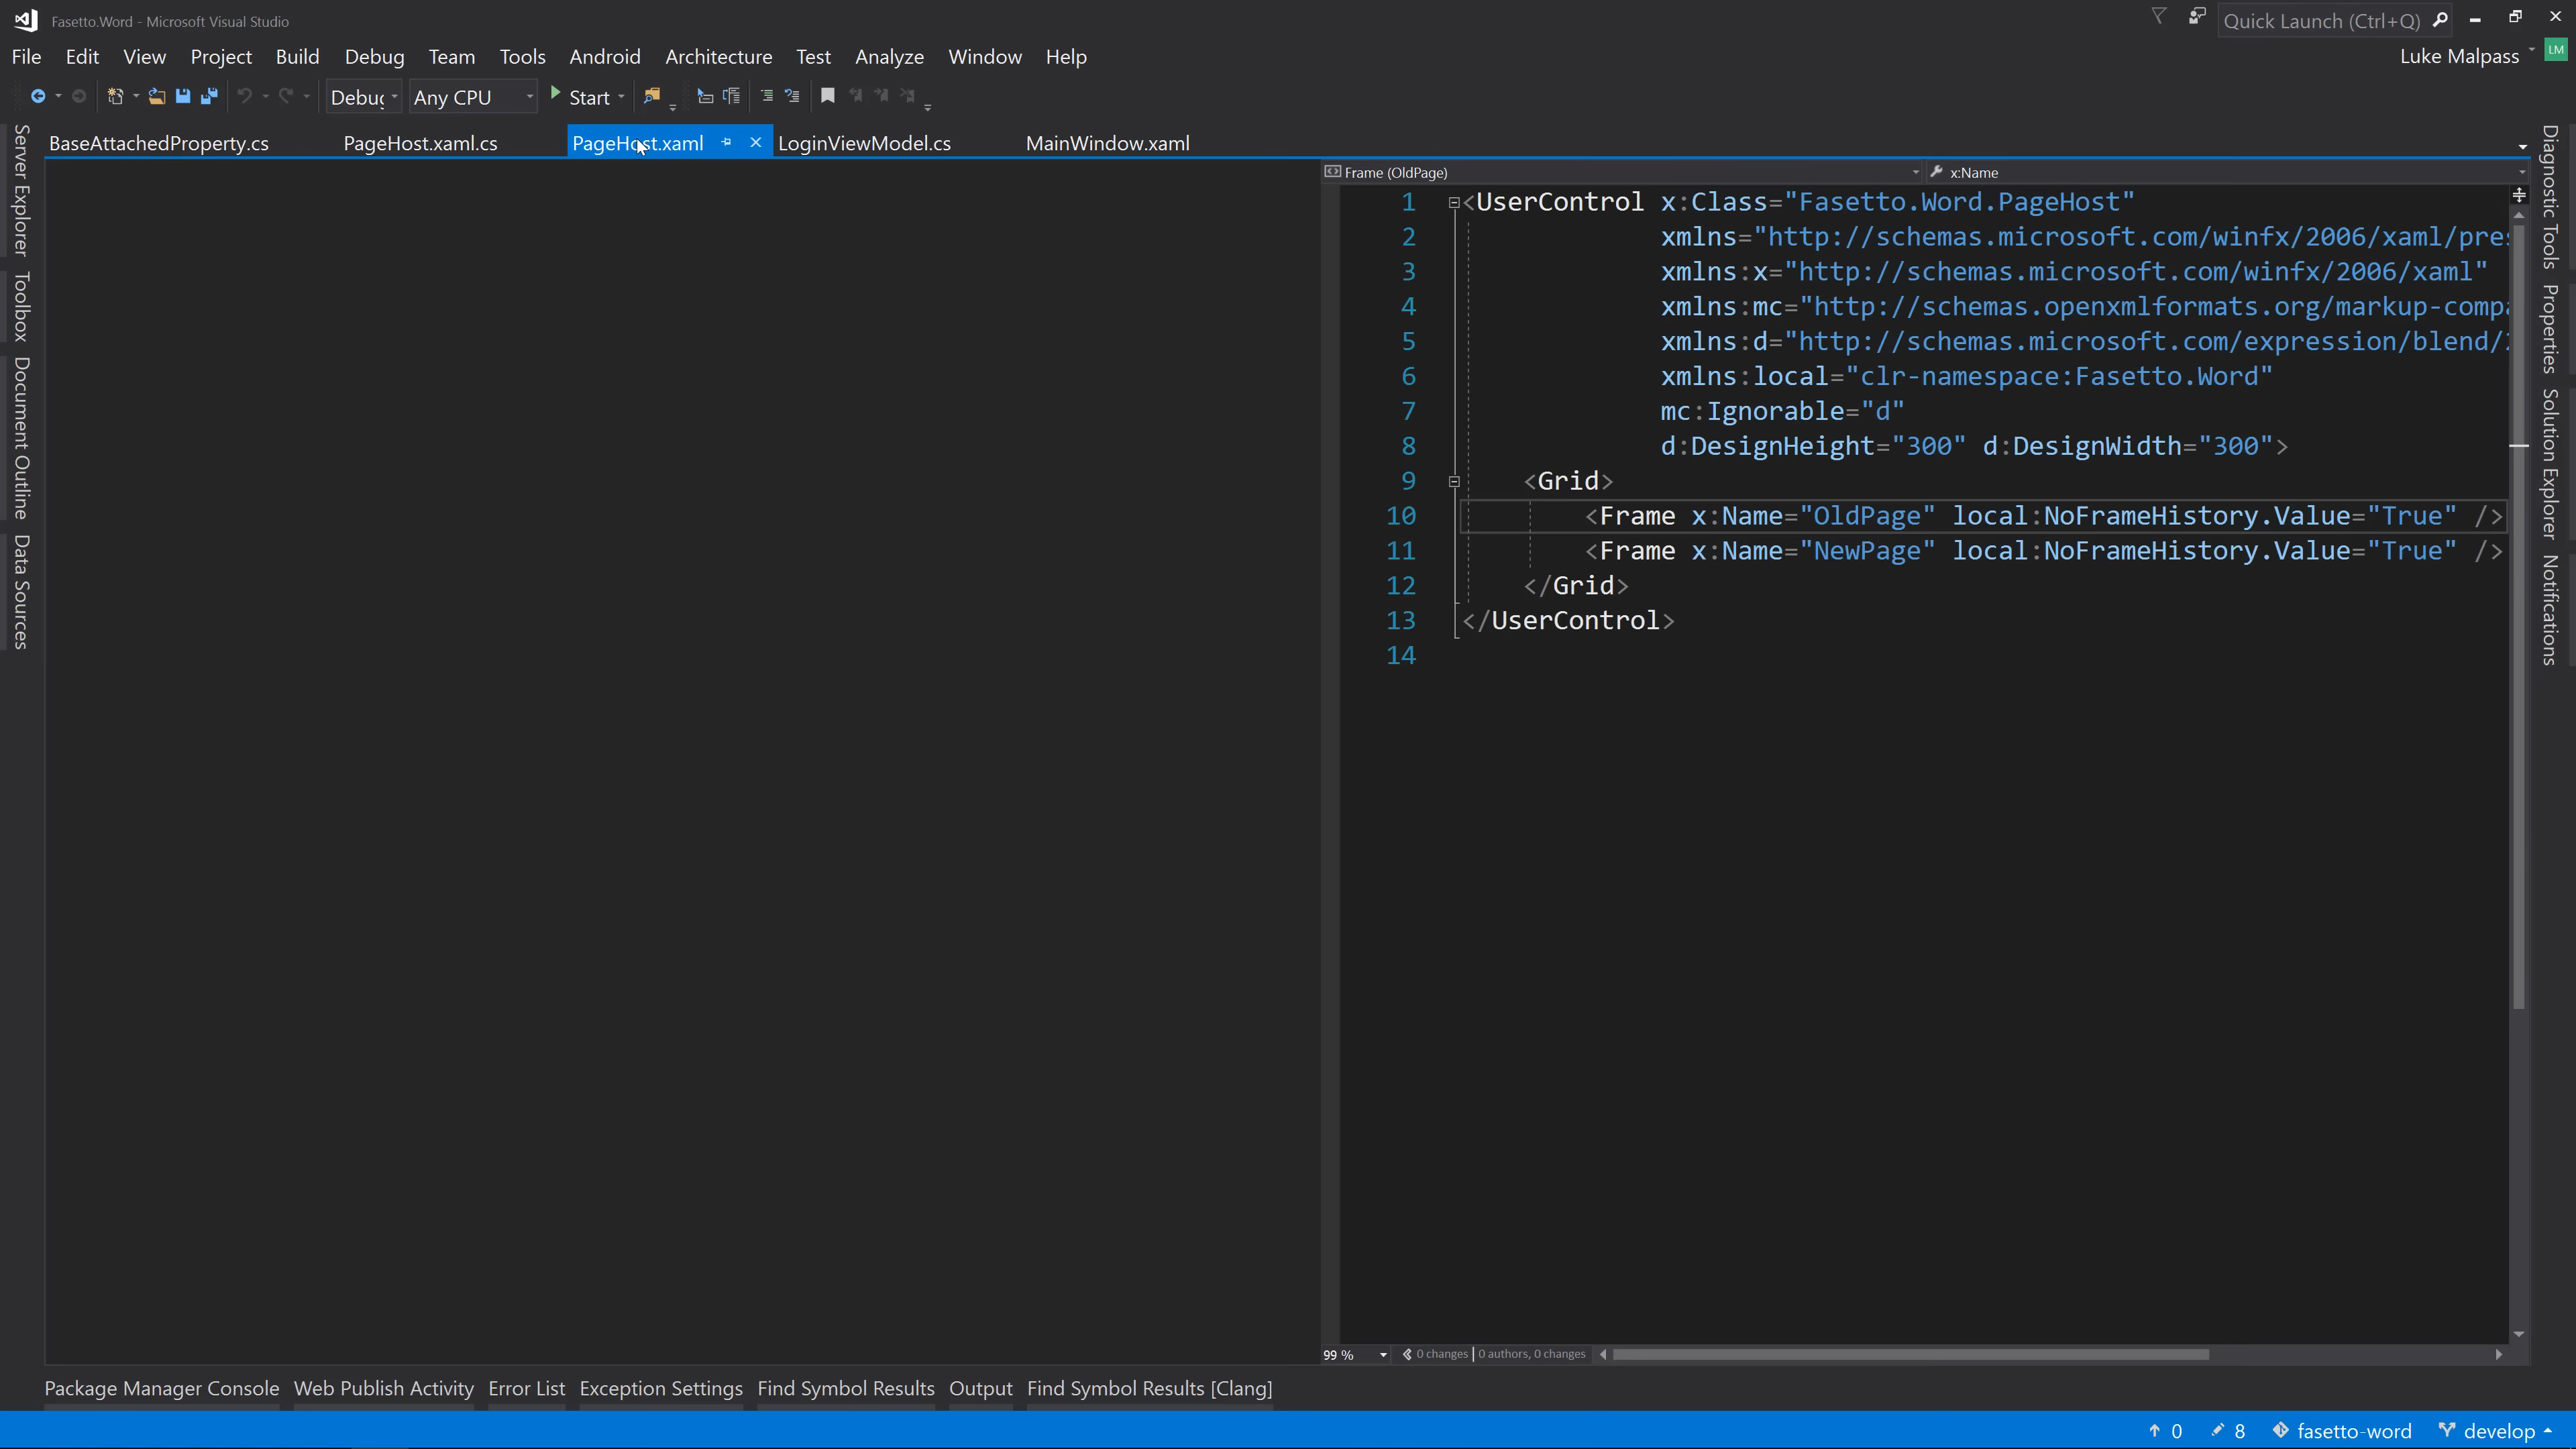 Fasetto.Word - Microsoft Visual Studio
Quick Launch (Ctrl+Q)
File Edit View Project Build Debug Team Tools Android Architecture Test Analyze Window Help
Luke Malpass LM
Any CPU Start
BaseAttachedProperty.cs PageHost.xaml.cs PageHost.xaml LoginViewModel.cs MainWindow.xaml
Server Explorer
Toolbox
Document Outline
Data Sources
Frame (OldPage) x:Name
1 <UserControl x:Class="Fasetto.Word.PageHost"
2 xmlns="http://schemas.microsoft.com/winfx/2006/xaml/
3 xmlns:x="http://schemas.microsoft.com/winfx/2006/xaml"
4 xmlns:mc="http://schemas.openxmlformats.org/
5 xmlns:d="http://schemas.microsoft.com/expression/blend/
6 xmlns:local="clr-namespace:Fasetto.Word"
7 mc:Ignorable="d"
8 d:DesignHeight="300" d:DesignWidth="300">
9 <Grid>
10 <Frame x:Name="OldPage" local:NoFrameHistory.Value="True" />
11 <Frame x:Name="NewPage" local:NoFrameHistory.Value="True" />
12 </Grid>
13 </UserControl>
14
Diagnostic Tools
Properties
Solution Explorer
Notifications
99 % 0 changes | 0 authors, 0 changes
Package Manager Console Web Publish Activity Error List Exception Settings Find Symbol Results Output Find Symbol Results [Clang]
0 8 fasetto-word develop